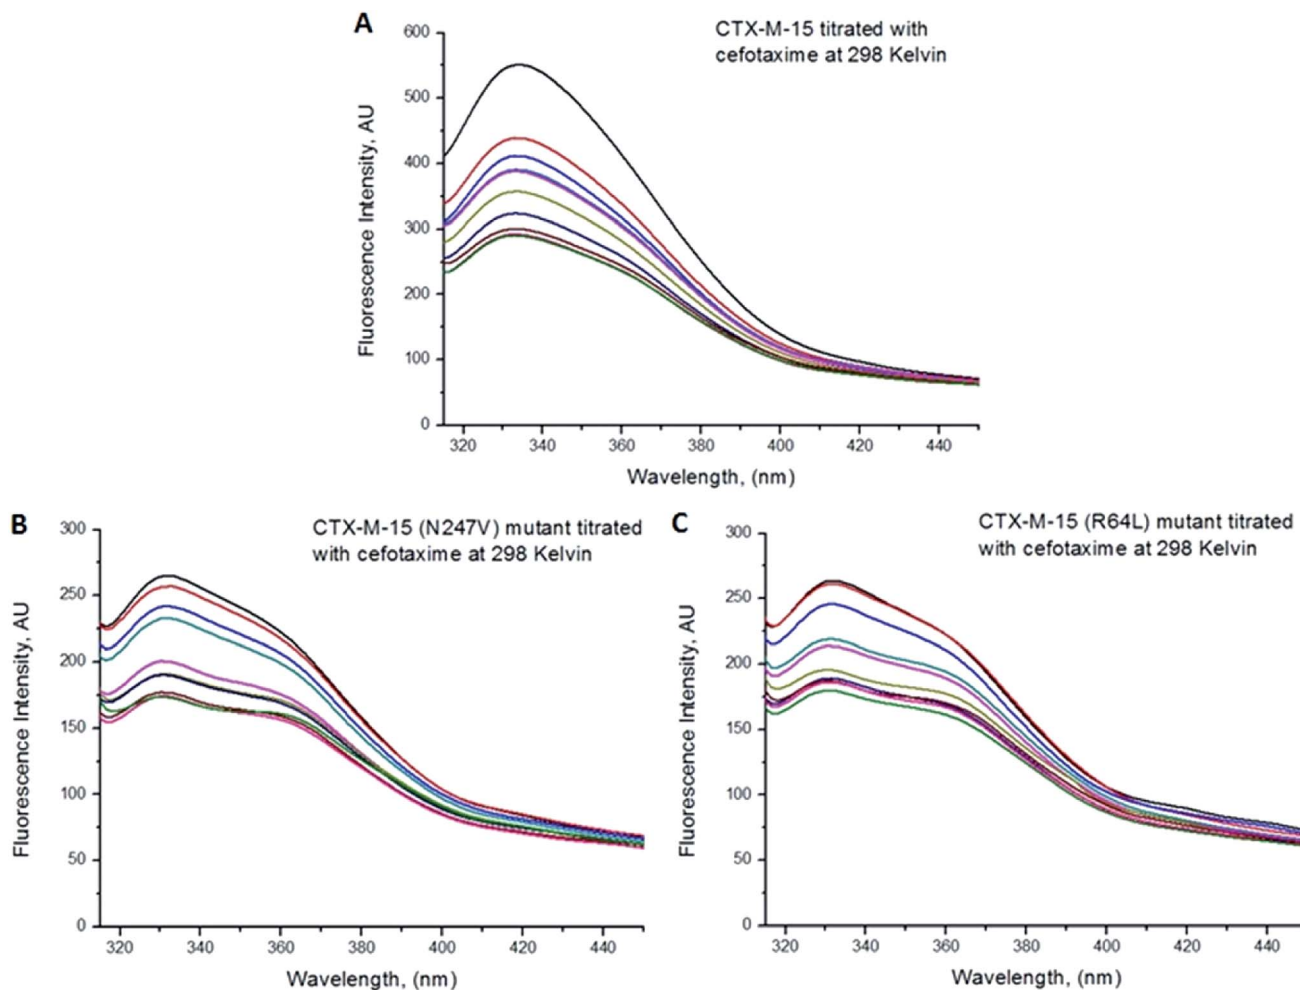 A
CTX-M-15 titrated with
cefotaxime at 298 Kelvin
600
500
400
300
200
100
0
Fluorescence Intensity, AU
320 340 360 380 400 420 440
Wavelength, (nm)
B
CTX-M-15 (N247V) mutant titrated
with cefotaxime at 298 Kelvin
300
250
200
150
100
50
0
Fluorescence Intensity, AU
320 340 360 380 400 420 440
Wavelength, (nm)
C
CTX-M-15 (R64L) mutant titrated
with cefotaxime at 298 Kelvin
300
250
200
150
100
50
0
Fluorescence Intensity, AU
320 340 360 380 400 420 440
Wavelength, (nm)